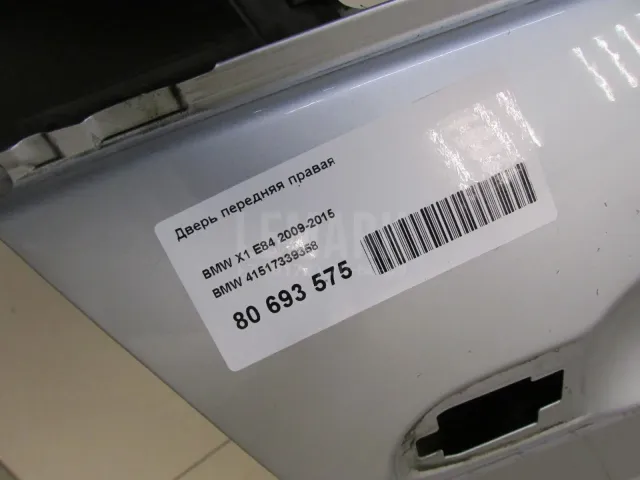 Дверь передняя правая
BMW X1 E84 2009-2015
BMW 41517339358
80 693 575